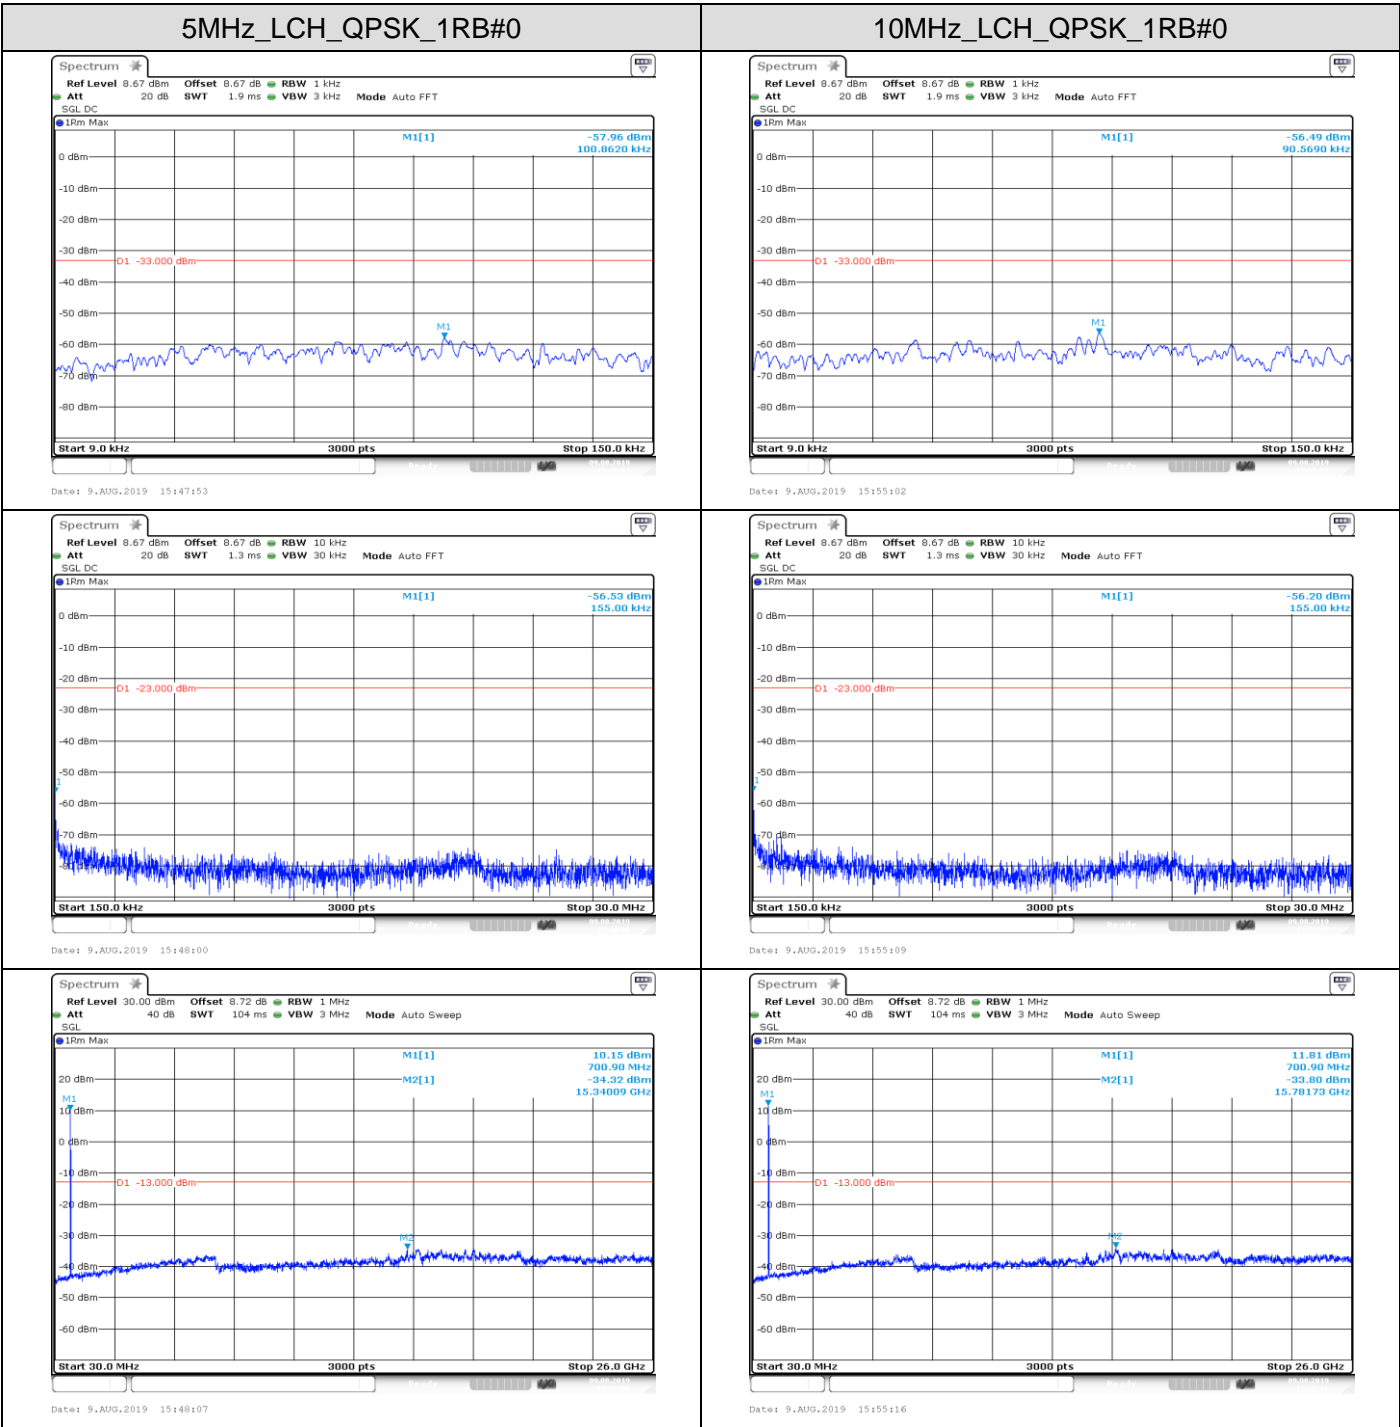 5MHz_LCH_QPSK_1RB#0
10MHz_LCH_QPSK_1RB#0
Spectrum
Ref Level 8.67 dBm Offset 8.67 dB RBW 1 kHz
Att 20 dB SWT 1.9 ms VBW 3 kHz Mode Auto FFT
SGL DC
1Rm Max
M1[1] -57.96 dBm
100.8620 kHz
0 dBm
-10 dBm
-20 dBm
-30 dBm
D1 -33.000 dBm
-40 dBm
-50 dBm
M1
-60 dBm
-70 dBm
-80 dBm
Start 9.0 kHz 3000 pts Stop 150.0 kHz
Date: 9.AUG.2019 15:47:53
Spectrum
Ref Level 8.67 dBm Offset 8.67 dB RBW 1 kHz
Att 20 dB SWT 1.9 ms VBW 3 kHz Mode Auto FFT
SGL DC
1Rm Max
M1[1] -56.49 dBm
90.5690 kHz
0 dBm
-10 dBm
-20 dBm
-30 dBm
D1 -33.000 dBm
-40 dBm
-50 dBm
M1
-60 dBm
-70 dBm
-80 dBm
Start 9.0 kHz 3000 pts Stop 150.0 kHz
Date: 9.AUG.2019 15:55:02
Spectrum
Ref Level 8.67 dBm Offset 8.67 dB RBW 10 kHz
Att 20 dB SWT 1.3 ms VBW 30 kHz Mode Auto FFT
SGL DC
1Rm Max
M1[1] -56.53 dBm
155.00 kHz
0 dBm
-10 dBm
-20 dBm
D1 -23.000 dBm
-30 dBm
-40 dBm
-50 dBm
1
-60 dBm
-70 dBm
Start 150.0 kHz 3000 pts Stop 30.0 MHz
Date: 9.AUG.2019 15:48:00
Spectrum
Ref Level 8.67 dBm Offset 8.67 dB RBW 10 kHz
Att 20 dB SWT 1.3 ms VBW 30 kHz Mode Auto FFT
SGL DC
1Rm Max
M1[1] -56.20 dBm
155.00 kHz
0 dBm
-10 dBm
-20 dBm
D1 -23.000 dBm
-30 dBm
-40 dBm
-50 dBm
1
-60 dBm
-70 dBm
Start 150.0 kHz 3000 pts Stop 30.0 MHz
Date: 9.AUG.2019 15:55:09
Spectrum
Ref Level 30.00 dBm Offset 8.72 dB RBW 1 MHz
Att 40 dB SWT 104 ms VBW 3 MHz Mode Auto Sweep
SGL
1Rm Max
M1[1] 10.15 dBm
700.90 MHz
20 dBm M2[1] -34.32 dBm
15.34009 GHz
M1
10 dBm
0 dBm
-10 dBm
D1 -13.000 dBm
-20 dBm
-30 dBm
M2
-40 dBm
-50 dBm
-60 dBm
Start 30.0 MHz 3000 pts Stop 26.0 GHz
Date: 9.AUG.2019 15:48:07
Spectrum
Ref Level 30.00 dBm Offset 8.72 dB RBW 1 MHz
Att 40 dB SWT 104 ms VBW 3 MHz Mode Auto Sweep
SGL
1Rm Max
M1[1] 11.81 dBm
700.90 MHz
20 dBm M2[1] -33.80 dBm
15.78173 GHz
M1
10 dBm
0 dBm
-10 dBm
D1 -13.000 dBm
-20 dBm
-30 dBm
M2
-40 dBm
-50 dBm
-60 dBm
Start 30.0 MHz 3000 pts Stop 26.0 GHz
Date: 9.AUG.2019 15:55:16